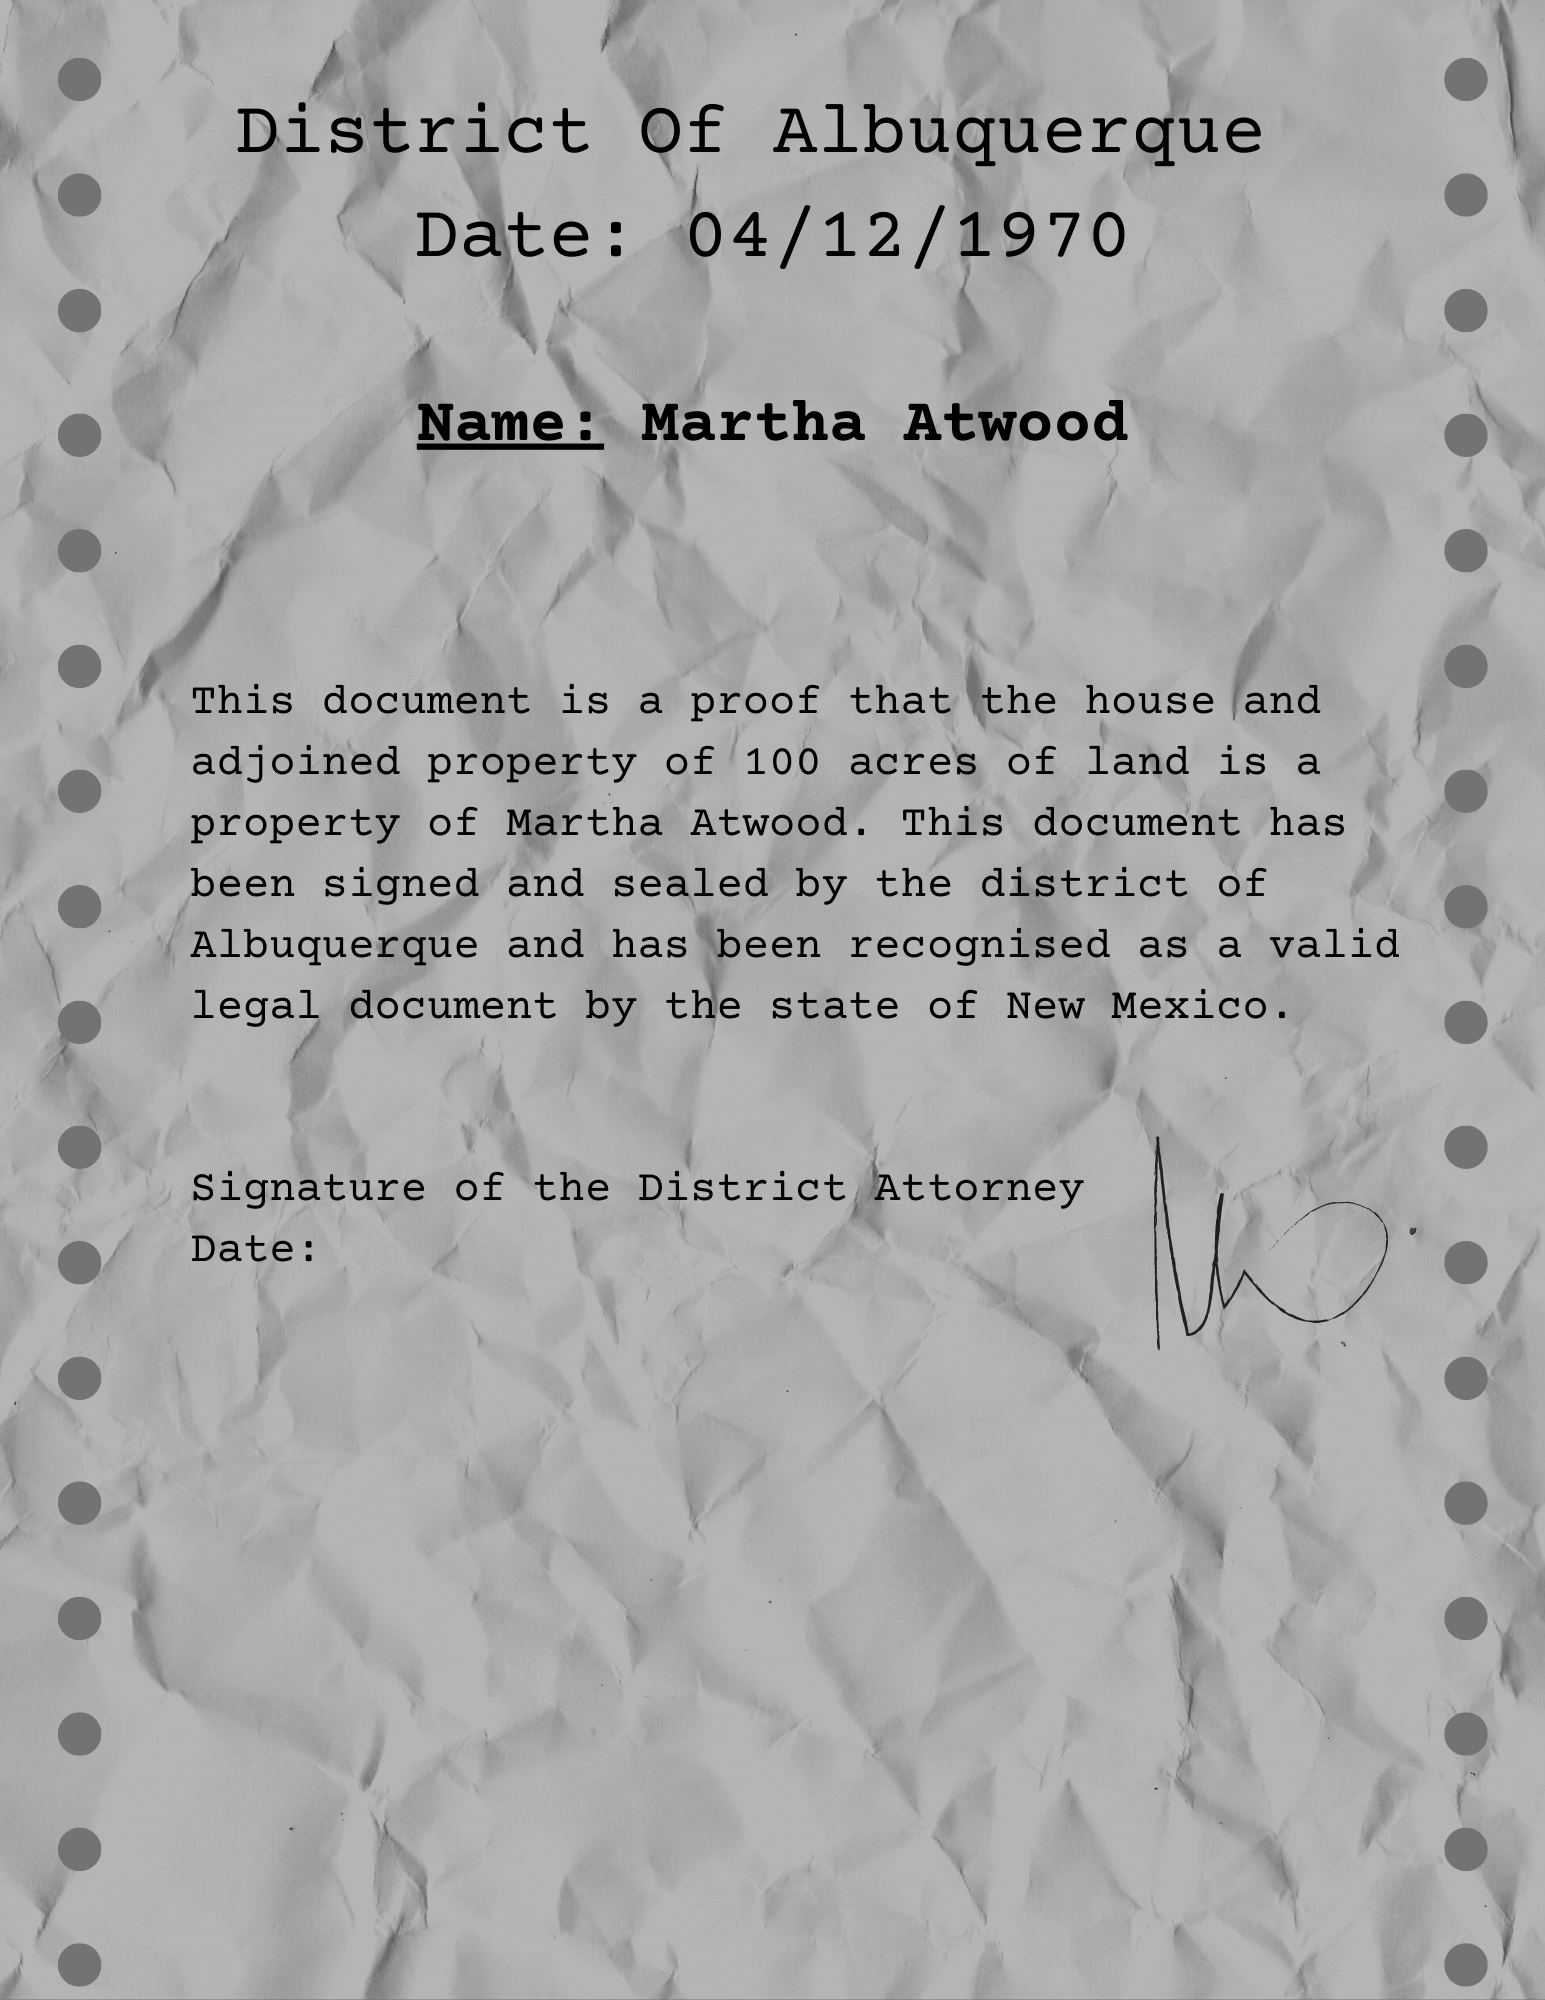 District Of Albuquerque
Date: 04/12/1970
Name: Martha Atwood
This document is a proof that the house and
adjoined property of 100 acres of land is a
property of Martha Atwood. This document has
been signed and sealed by the district of
Albuquerque and has been recognised as a valid
legal document by the state of New Mexico.
Signature of the District Attorney
Date: